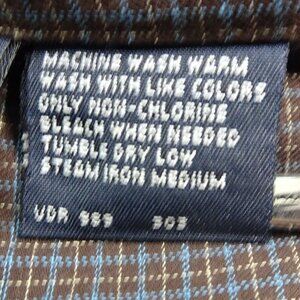 MACHINE WASH WARM
WASH WITH LIKE COLORS
ONLY NON-CHLORINE
BLEACH WHEN NEEDED
TUMBLE DRY LOW
STEAM IRON MEDIUM
VDR 989 303